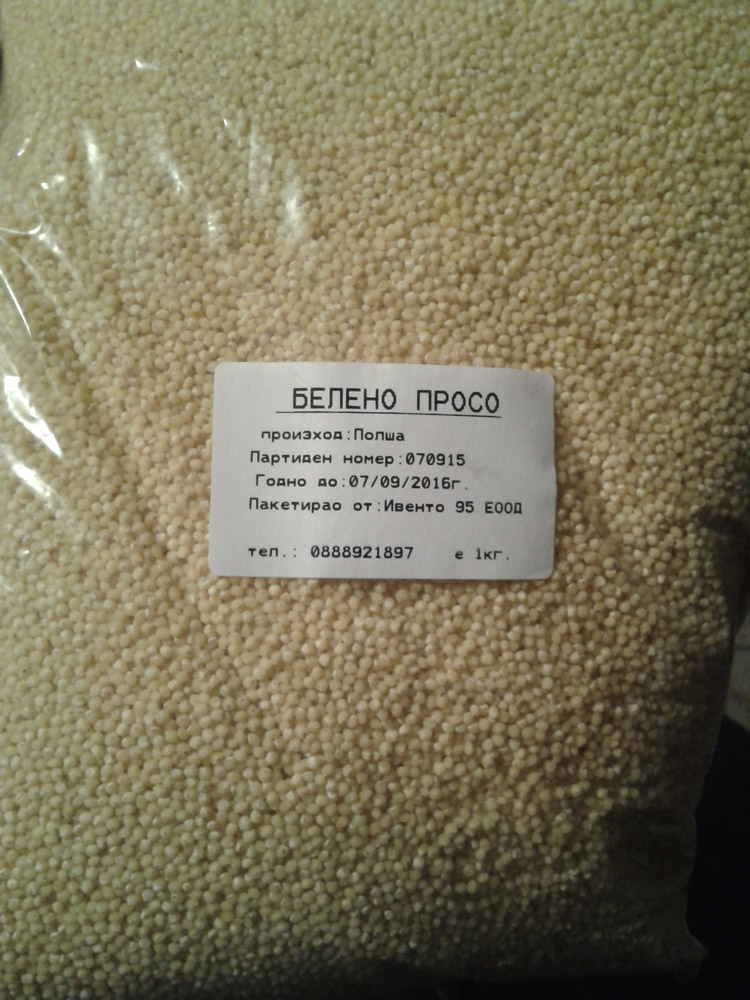 БЕЛЕНО ПРОСО
произход:Полша
Партиден номер:070915
Годно до:07/09/2016г.
Пакетирао от:Ивенто 95 ЕООД
тел.: 0888921897 е 1кг.